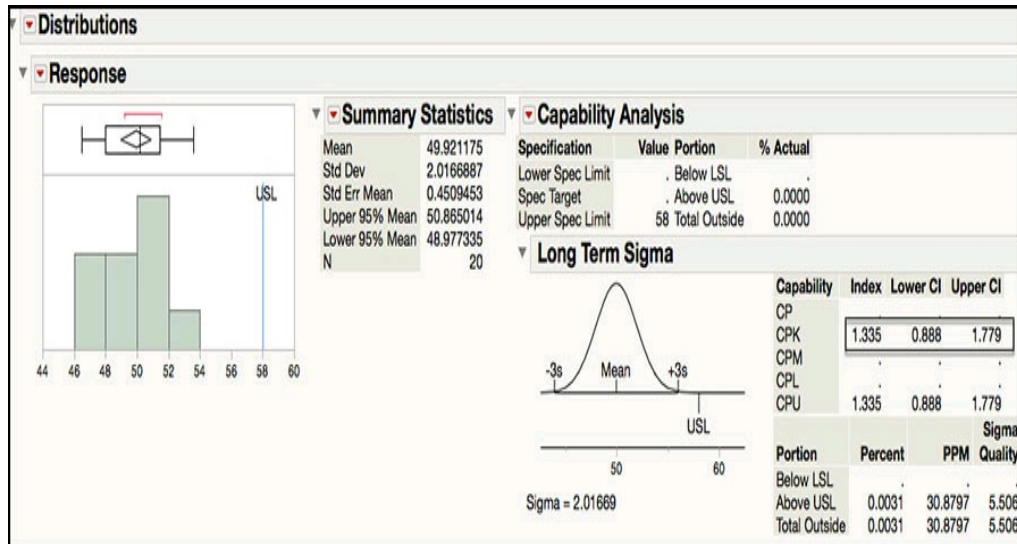 Distributions
Response
USL
44 46 48 50 52 54 56 58 60
Summary Statistics
Mean 49.921175
Std Dev 2.0166887
Std Err Mean 0.4509453
Upper 95% Mean 50.865014
Lower 95% Mean 48.977335
N 20
Capability Analysis
Specification Value Portion % Actual
Lower Spec Limit . Below LSL .
Spec Target . Above USL 0.0000
Upper Spec Limit 58 Total Outside 0.0000
Long Term Sigma
-3s Mean +3s
USL
50 60
Sigma = 2.01669
Capability Index Lower CI Upper CI
CP . . .
CPK 1.335 0.888 1.779
CPM . . .
CPL . . .
CPU 1.335 0.888 1.779
Sigma
Portion Percent PPM Quality
Below LSL . . .
Above USL 0.0031 30.8797 5.506
Total Outside 0.0031 30.8797 5.506